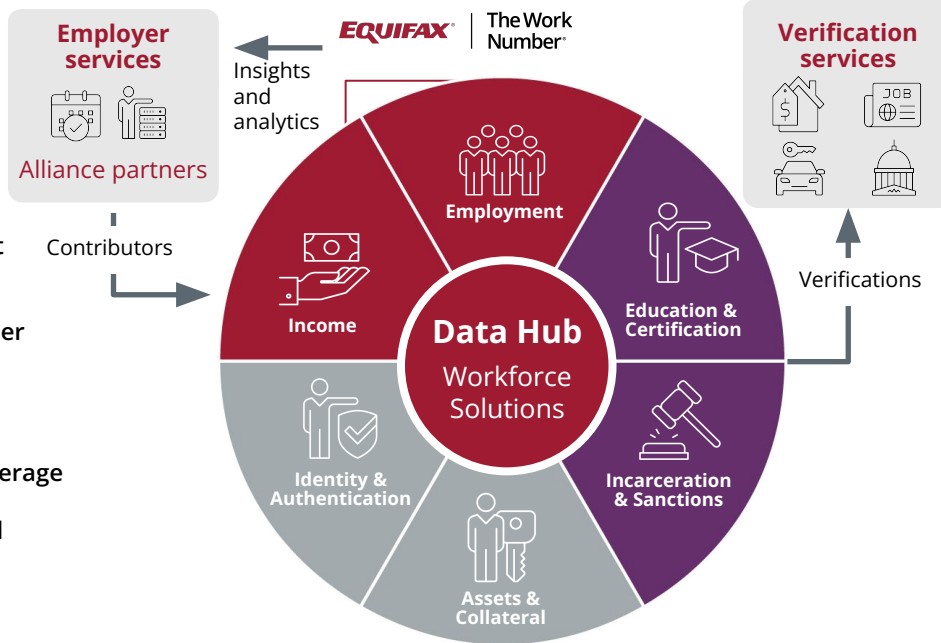 Employer
services
Alliance partners
EQUIFAX®
The Work
Number®
Verification
services
JOB
$
Insights
and
analytics
Contributors
Verifications
Employment
Income
Education &
Certification
Data Hub
Workforce
Solutions
Identity &
Authentication
Incarceration
& Sanctions
Assets &
Collateral
t
er
erage